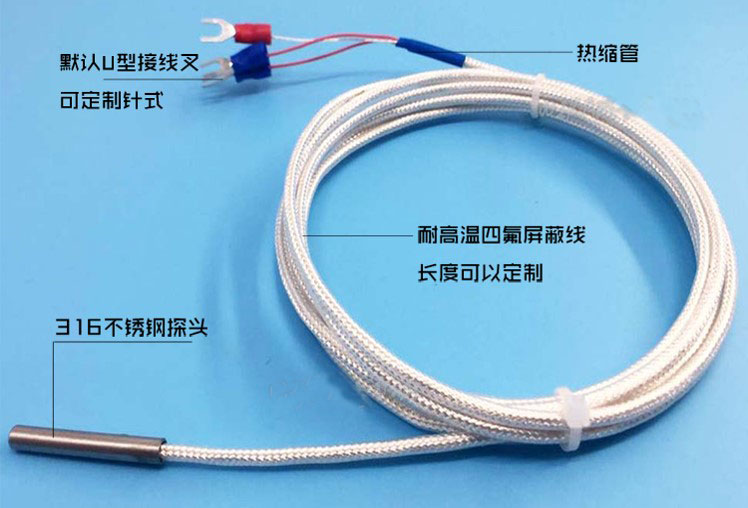 默认U型接线叉
可定制针式
热缩管
耐高温四氟屏蔽线
长度可以定制
316不锈钢探头